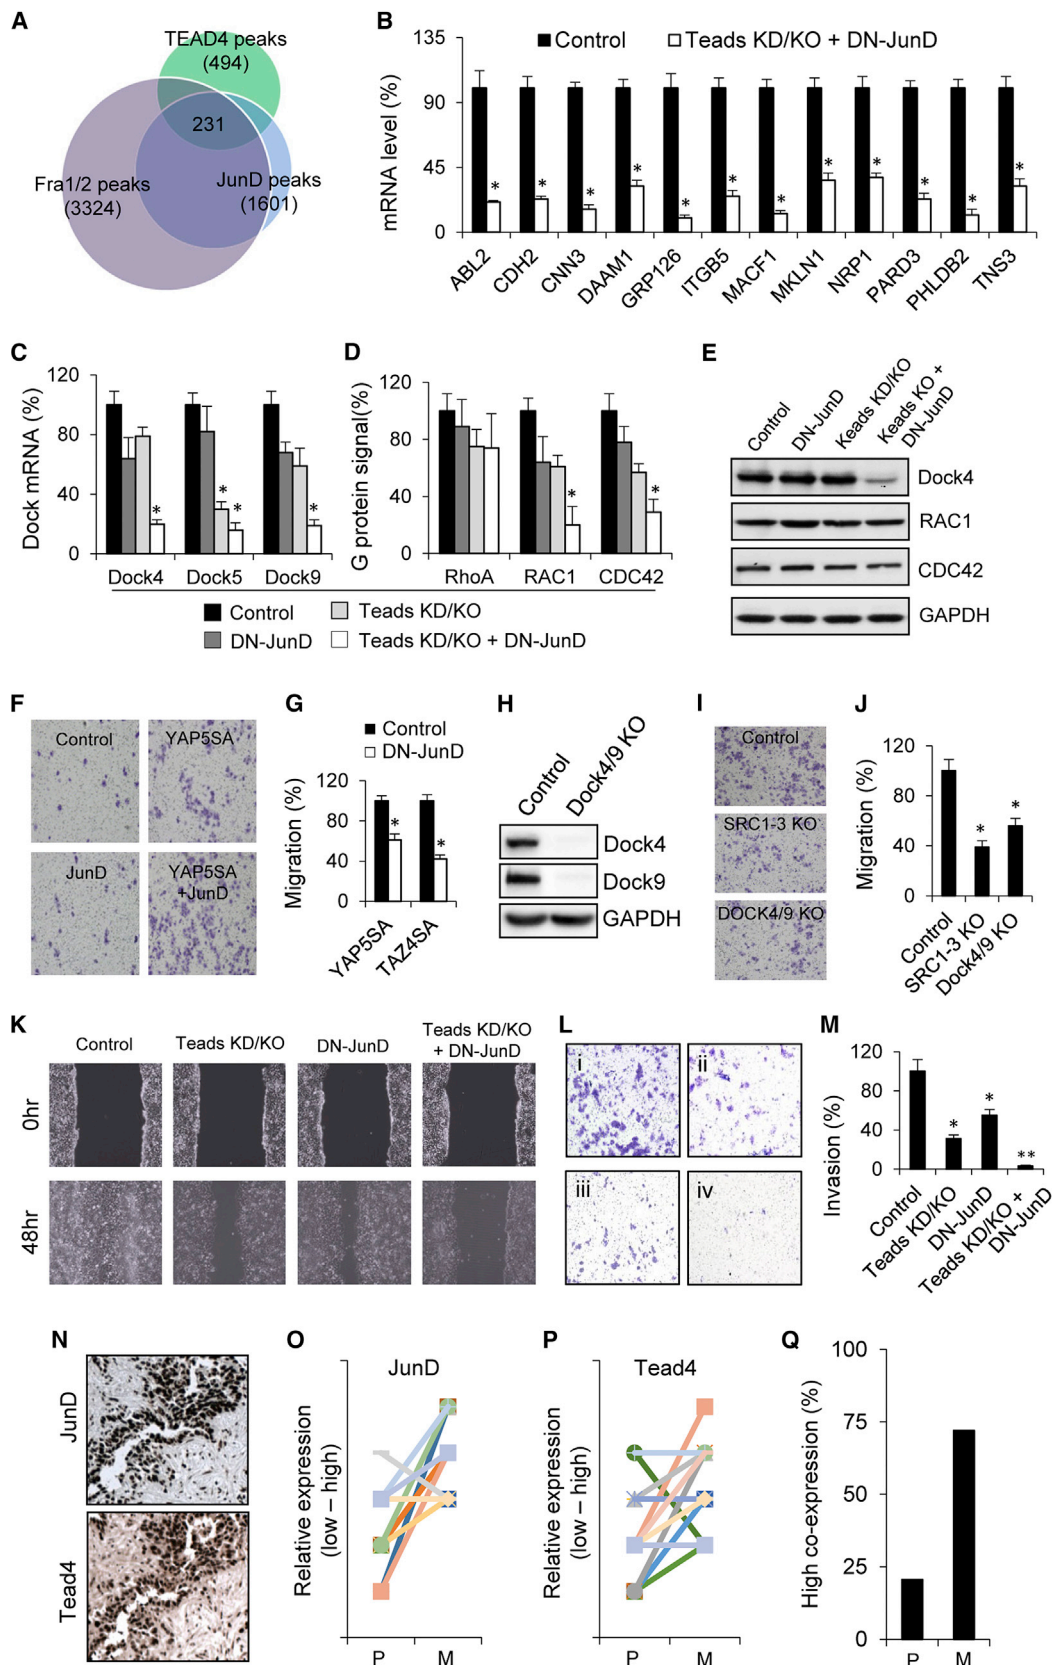 A
TEAD4 peaks
(494)
231
Fra1/2 peaks
(3324)
JunD peaks
(1601)
B
Control
Teads KD/KO + DN-JunD
mRNA level (%)
135
90
45
0
ABL2
CDH2
CNN3
DAAM1
GRP126
ITGB5
MACF1
MKLN1
NRP1
PARD3
PHLDB2
TNS3
* * * * * * * * * * * *
C
Dock mRNA (%)
120
80
40
0
* * * *
Dock4
Dock5
Dock9
D
G protein signal(%)
120
80
40
0
* *
RhoA
RAC1
CDC42
Control
DN-JunD
Teads KD/KO
Teads KD/KO + DN-JunD
E
Control
DN-JunD
Keads KD/KO
Keads KO +
DN-JunD
Dock4
RAC1
CDC42
GAPDH
F
Control
YAP5SA
JunD
YAP5SA
+JunD
G
Control
DN-JunD
Migration (%)
120
80
40
0
* *
YAP5SA
TAZ4SA
H
Control
Dock4/9 KO
Dock4
Dock9
GAPDH
I
Control
SRC1-3 KO
DOCK4/9 KO
J
Migration (%)
120
80
40
0
* *
Control
SRC1-3 KO
Dock4/9 KO
K
Control
Teads KD/KO
DN-JunD
Teads KD/KO
+ DN-JunD
0hr
48hr
L
i
ii
iii
iv
M
Invasion (%)
120
80
40
0
* * **
Control
Teads KD/KO
DN-JunD
Teads KD/KO +
DN-JunD
N
JunD
Tead4
O
JunD
Relative expression
(low – high)
P
M
P
Tead4
Relative expression
(low – high)
P
M
Q
High co-expression (%)
100
75
50
25
0
P
M